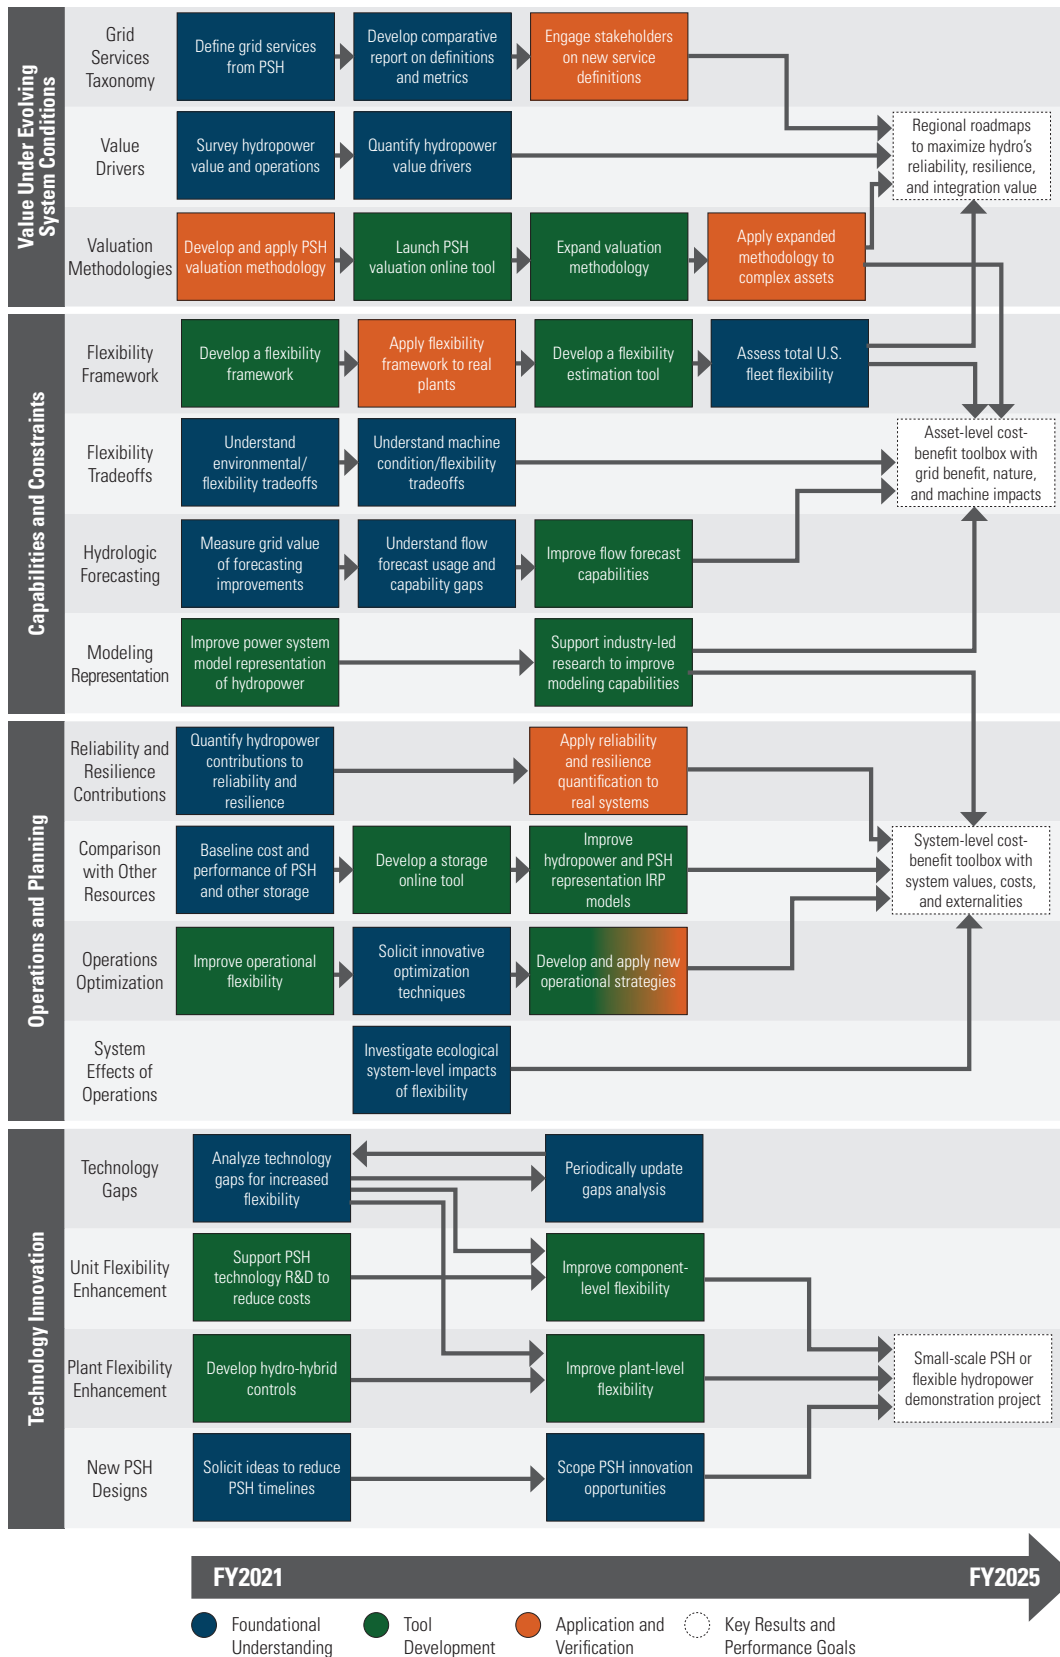 Value Under Evolving
System Conditions
Grid
Services
Taxonomy
Define grid services
from PSH
Develop comparative
report on definitions
and metrics
Engage stakeholders
on new service
definitions
Value
Drivers
Survey hydropower
value and operations
Quantify hydropower
value drivers
Regional roadmaps
to maximize hydro's
reliability, resilience,
and integration value
Valuation
Methodologies
Develop and apply PSH
valuation methodology
Launch PSH
valuation online tool
Expand valuation
methodology
Apply expanded
methodology to
complex assets
Capabilities and Constraints
Flexibility
Framework
Develop a flexibility
framework
Apply flexibility
framework to real
plants
Develop a flexibility
estimation tool
Assess total U.S.
fleet flexibility
Flexibility
Tradeoffs
Understand
environmental/
flexibility tradeoffs
Understand machine
condition/flexibility
tradeoffs
Asset-level cost-
benefit toolbox with
grid benefit, nature,
and machine impacts
Hydrologic
Forecasting
Measure grid value
of forecasting
improvements
Understand flow
forecast usage and
capability gaps
Improve flow forecast
capabilities
Modeling
Representation
Improve power system
model representation
of hydropower
Support industry-led
research to improve
modeling capabilities
Operations and Planning
Reliability and
Resilience
Contributions
Quantify hydropower
contributions to
reliability and
resilience
Apply reliability
and resilience
quantification to
real systems
Comparison
with Other
Resources
Baseline cost and
performance of PSH
and other storage
Develop a storage
online tool
Improve
hydropower and PSH
representation IRP
models
System-level cost-
benefit toolbox with
system values, costs,
and externalities
Operations
Optimization
Improve operational
flexibility
Solicit innovative
optimization
techniques
Develop and apply new
operational strategies
System
Effects of
Operations
Investigate ecological
system-level impacts
of flexibility
Technology Innovation
Technology
Gaps
Analyze technology
gaps for increased
flexibility
Periodically update
gaps analysis
Unit Flexibility
Enhancement
Support PSH
technology R&D to
reduce costs
Improve component-
level flexibility
Plant Flexibility
Enhancement
Develop hydro-hybrid
controls
Improve plant-level
flexibility
Small-scale PSH or
flexible hydropower
demonstration project
New PSH
Designs
Solicit ideas to reduce
PSH timelines
Scope PSH innovation
opportunities
FY2021
FY2025
Foundational
Understanding
Tool
Development
Application and
Verification
Key Results and
Performance Goals